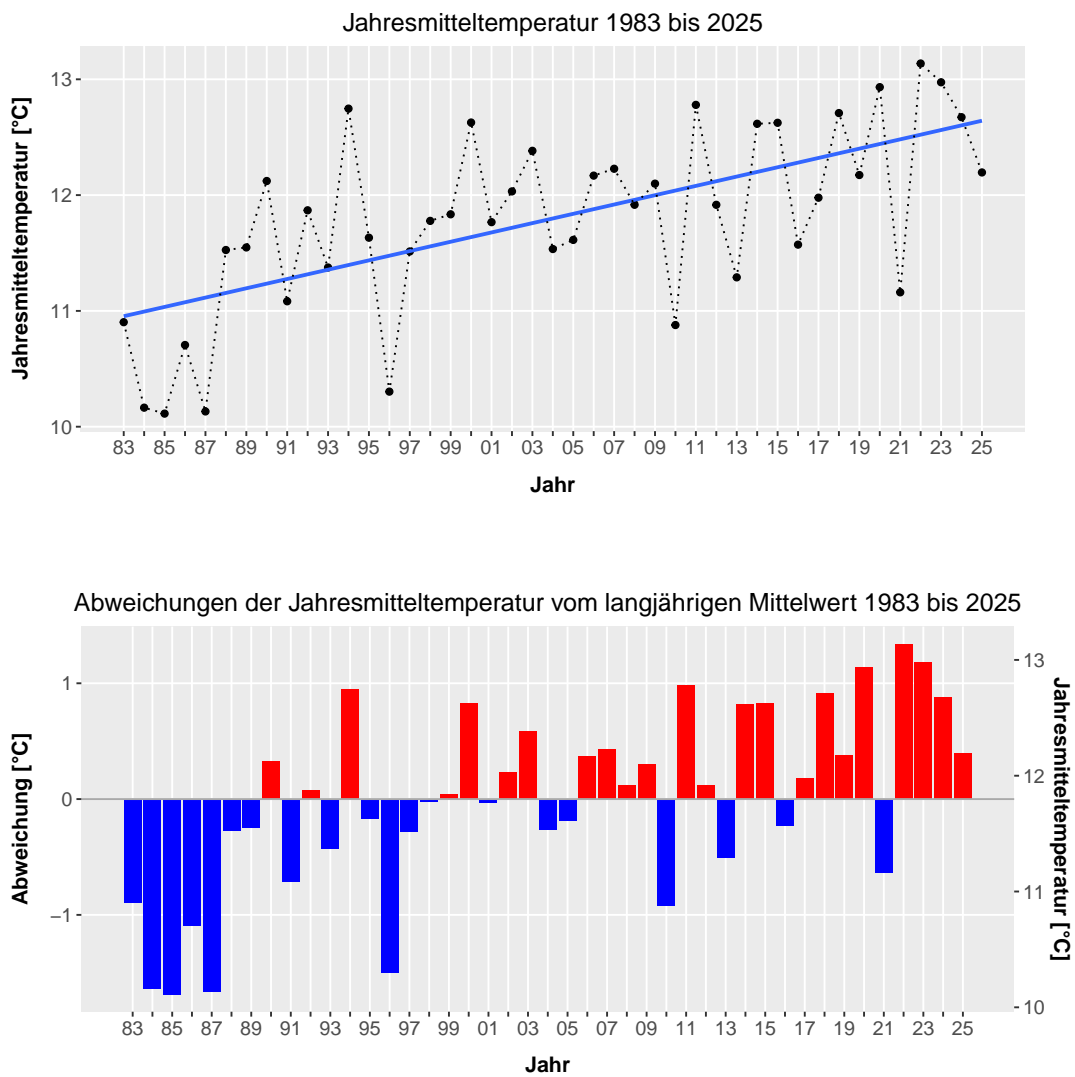 Jahresmitteltemperatur 1983 bis 2025
Jahresmitteltemperatur [°C]
13
12
11
10
83 85 87 89 91 93 95 97 99 01 03 05 07 09 11 13 15 17 19 21 23 25
Jahr
Abweichungen der Jahresmitteltemperatur vom langjährigen Mittelwert 1983 bis 2025
Abweichung [°C]
1
0
−1
13
12
11
10
Jahresmitteltemperatur [°C]
83 85 87 89 91 93 95 97 99 01 03 05 07 09 11 13 15 17 19 21 23 25
Jahr